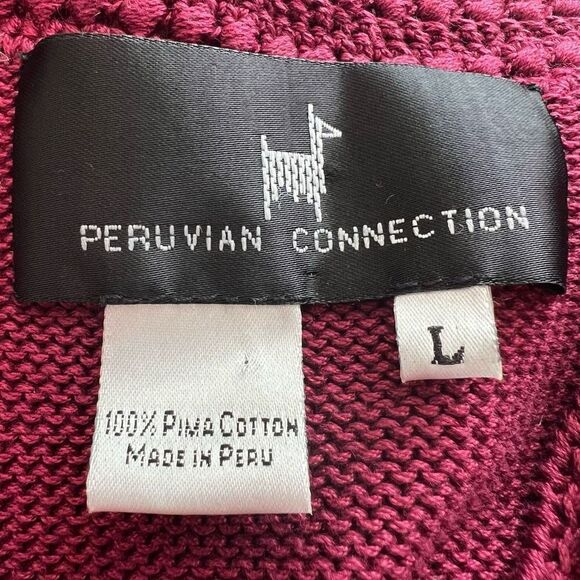 PERUVIAN CONNECTION
L
100% PIMA COTTON
MADE IN PERU